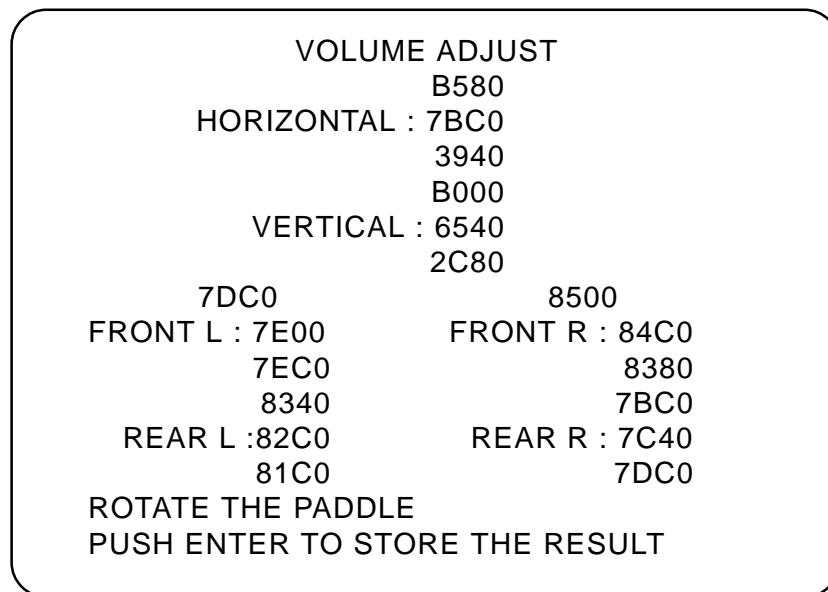 VOLUME ADJUST
B580
HORIZONTAL : 7BC0
3940
B000
VERTICAL : 6540
2C80
7DC0 8500
FRONT L : 7E00 FRONT R : 84C0
7EC0 8380
8340 7BC0
REAR L :82C0 REAR R : 7C40
81C0 7DC0
ROTATE THE PADDLE
PUSH ENTER TO STORE THE RESULT